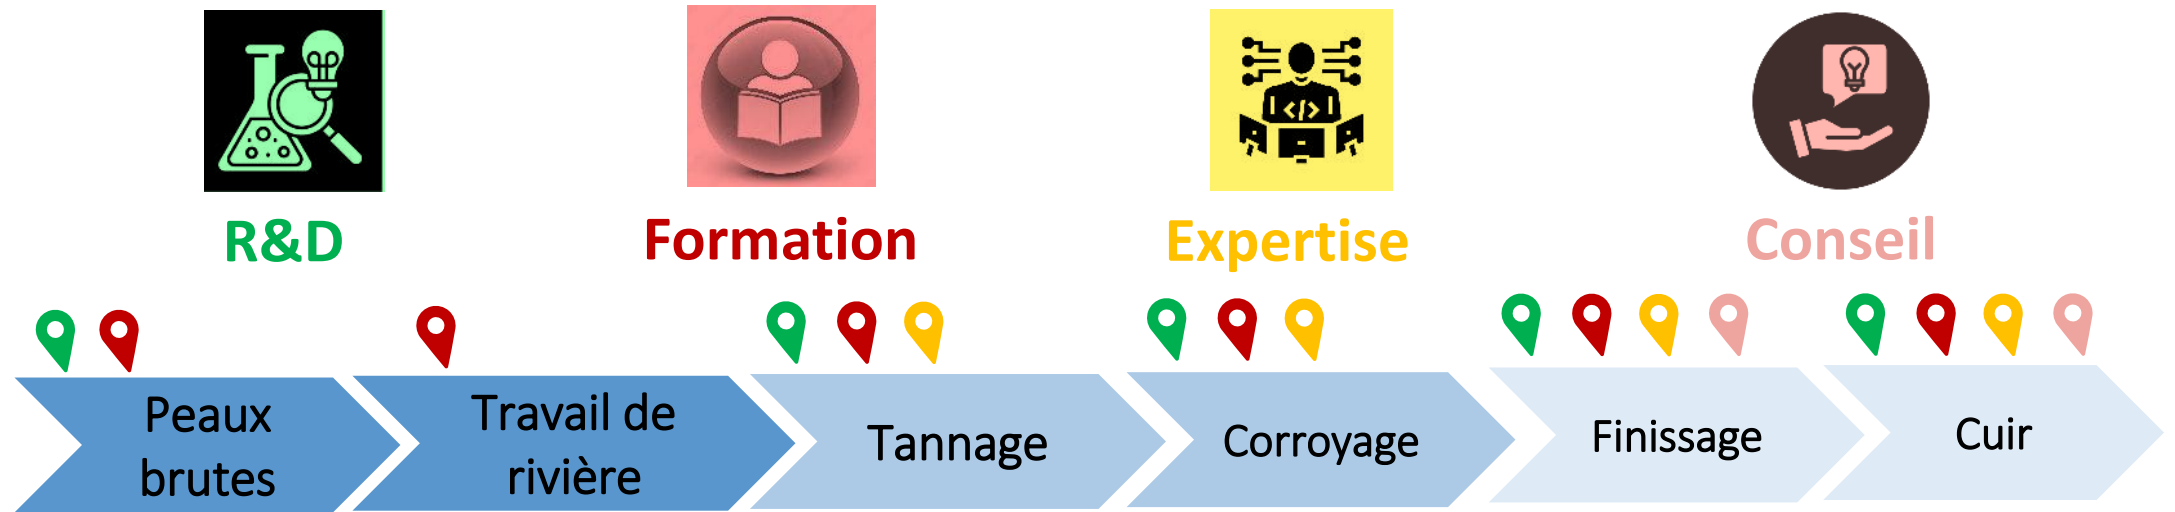 R&D
Formation
Expertise
Conseil
Peaux
brutes
Travail de
rivière
Tannage
Corroyage
Finissage
Cuir